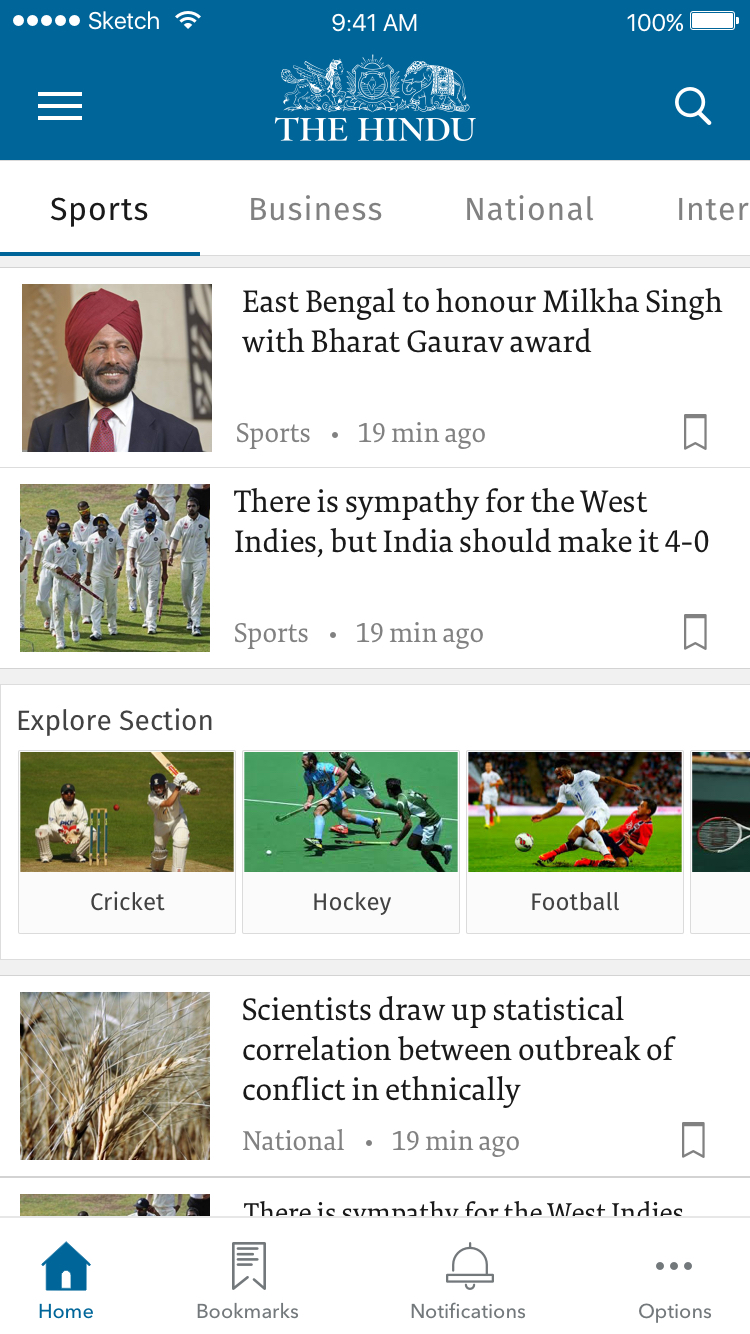 Sketch 9:41 AM 100%
THE HINDU
Sports Business National Inter
East Bengal to honour Milkha Singh
with Bharat Gaurav award
Sports • 19 min ago
There is sympathy for the West
Indies, but India should make it 4-0
Sports • 19 min ago
Explore Section
Cricket Hockey Football
Scientists draw up statistical
correlation between outbreak of
conflict in ethnically
National • 19 min ago
There is sympathy for the West Indies
Home Bookmarks Notifications Options